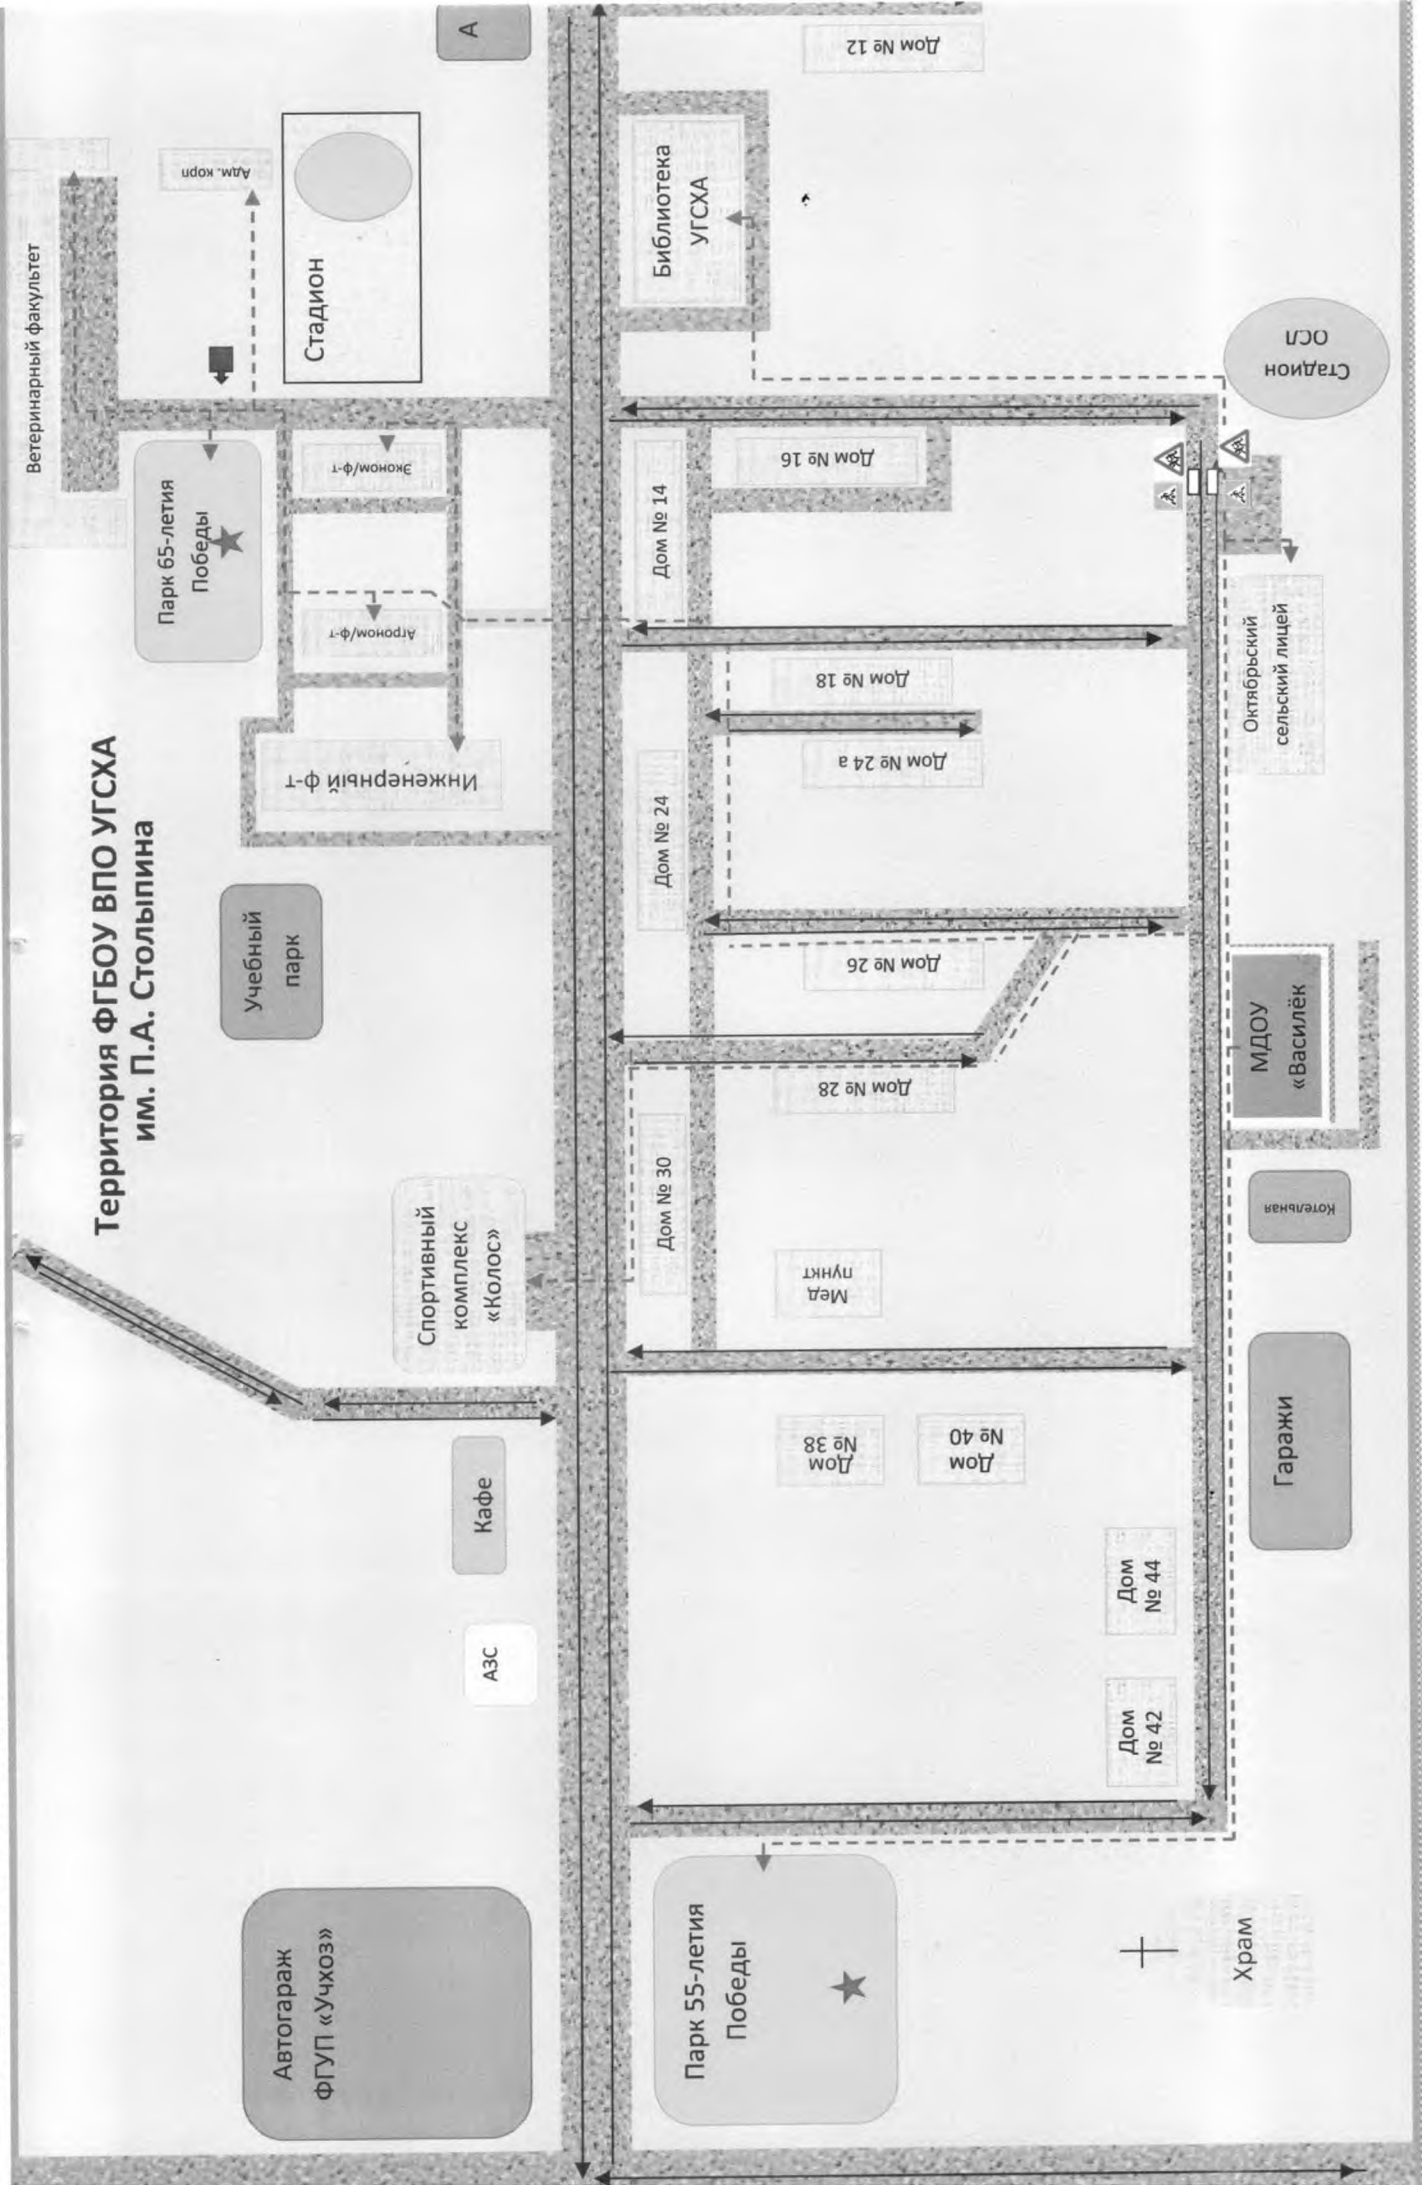 Территория ФГБОУ ВПО УГСХА
им. П.А. Столыпина
Ветеринарный факультет
Адм. корп
А
Стадион
Парк 65-летия
Победы
Эконом/ф-т
Агроном/ф-т
Инженерный ф-т
Учебный
парк
Спортивный
комплекс
«Колос»
Кафе
АЗС
Автогараж
ФГУП «Учхоз»
Дом № 12
Библиотека
УГСХА
Дом № 14
Дом № 16
Дом № 18
Дом № 24 а
Дом № 24
Дом № 26
Дом № 28
Дом № 30
Мед
пункт
Дом
№ 38
Дом
№ 40
Дом
№ 44
Дом
№ 42
Парк 55-летия
Победы
Стадион
ОСЛ
Октябрьский
сельский лицей
МДОУ
«Василёк»
Котельная
Гаражи
Храм